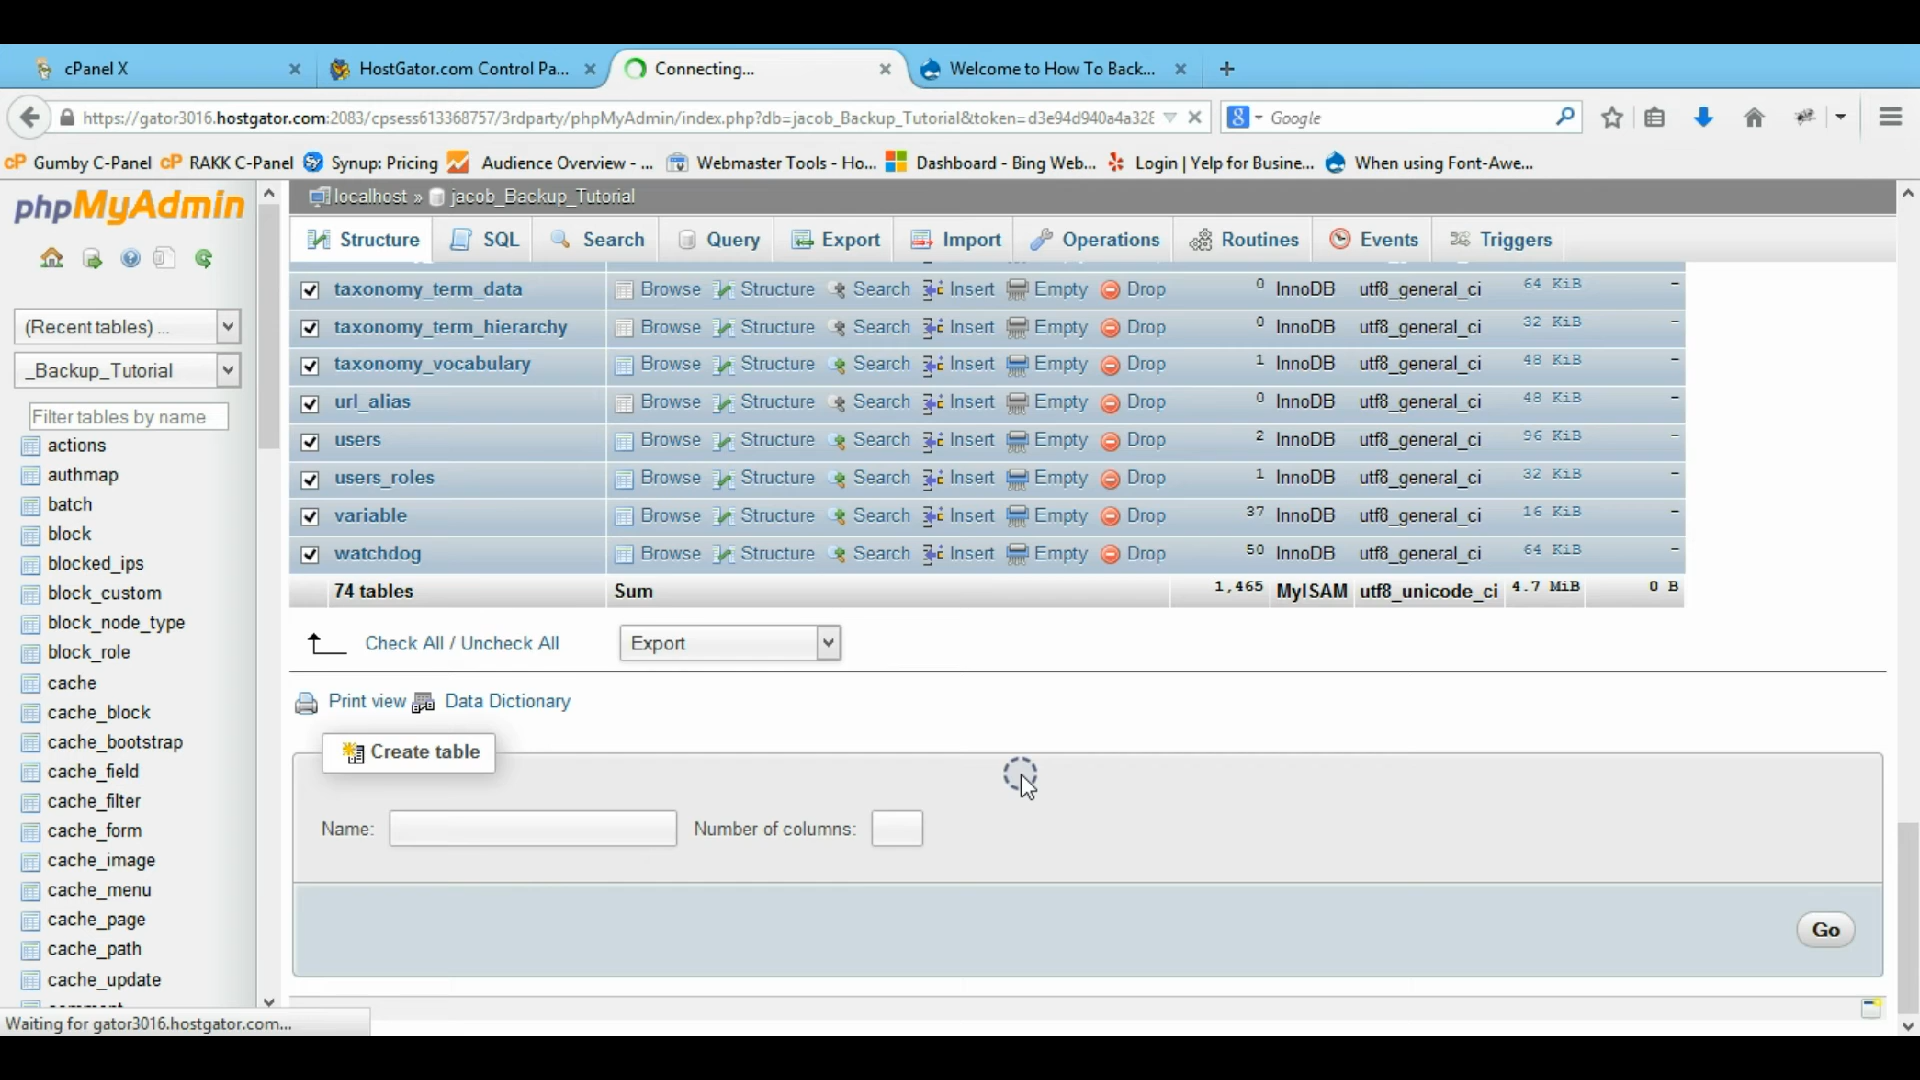 cPanel X
HostGator.com Control Pa...
Connecting...
Welcome to How To Back...
https://gator3016.hostgator.com:2083/cpsess613368757/3rdparty/phpMyAdmin/index.php?db=jacob_Backup_Tutorial&token=d3e94d940a4a328
Google
cP Gumby C-Panel
cP RAKK C-Panel
Synup: Pricing
Audience Overview - ...
Webmaster Tools - Ho...
Dashboard - Bing Web...
Login | Yelp for Busine...
When using Font-Awe...
phpMyAdmin
(Recent tables) ...
_Backup_Tutorial
Filter tables by name
actions
authmap
batch
block
blocked_ips
block_custom
block_node_type
block_role
cache
cache_block
cache_bootstrap
cache_field
cache_filter
cache_form
cache_image
cache_menu
cache_page
cache_path
cache_update
localhost » jacob_Backup_Tutorial
Structure SQL Search Query Export Import Operations Routines Events Triggers
taxonomy_term_data Browse Structure Search Insert Empty Drop 0 InnoDB utf8_general_ci 64 KiB -
taxonomy_term_hierarchy Browse Structure Search Insert Empty Drop 0 InnoDB utf8_general_ci 32 KiB -
taxonomy_vocabulary Browse Structure Search Insert Empty Drop 1 InnoDB utf8_general_ci 48 KiB -
url_alias Browse Structure Search Insert Empty Drop 0 InnoDB utf8_general_ci 48 KiB -
users Browse Structure Search Insert Empty Drop 2 InnoDB utf8_general_ci 96 KiB -
users_roles Browse Structure Search Insert Empty Drop 1 InnoDB utf8_general_ci 32 KiB -
variable Browse Structure Search Insert Empty Drop 37 InnoDB utf8_general_ci 16 KiB -
watchdog Browse Structure Search Insert Empty Drop 50 InnoDB utf8_general_ci 64 KiB -
74 tables Sum 1,465 MyISAM utf8_unicode_ci 4.7 MiB 0 B
Check All / Uncheck All Export
Print view Data Dictionary
Create table
Name: Number of columns:
Go
Waiting for gator3016.hostgator.com...